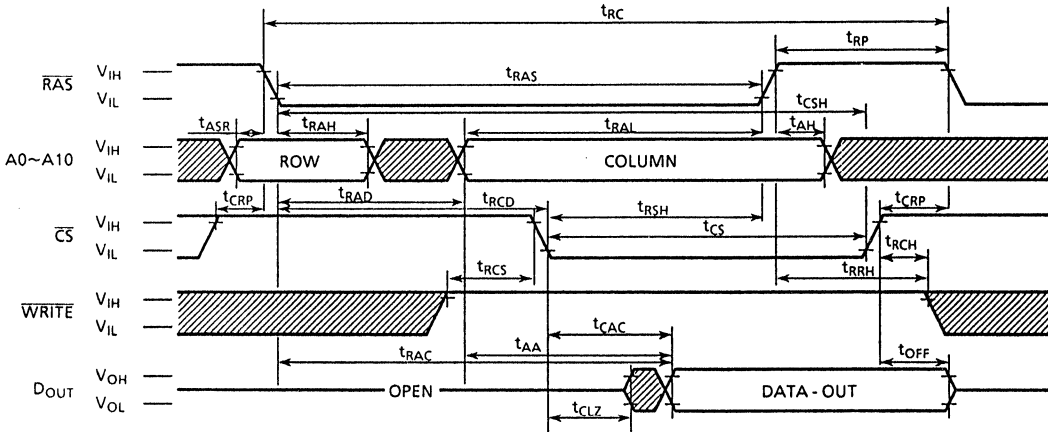 tRC
tRP
RAS
VIH
VIL
tRAS
tCSH
tASR
tRAH
tRAL
tAH
A0~A10
VIH
VIL
ROW
COLUMN
tCRP
tRAD
tRCD
tRSH
tCRP
CS
VIH
VIL
tCS
tRCH
tRCS
tRRH
WRITE
VIH
VIL
tCAC
tRAC
tAA
tOFF
DOUT
VOH
VOL
OPEN
DATA-OUT
tCLZ